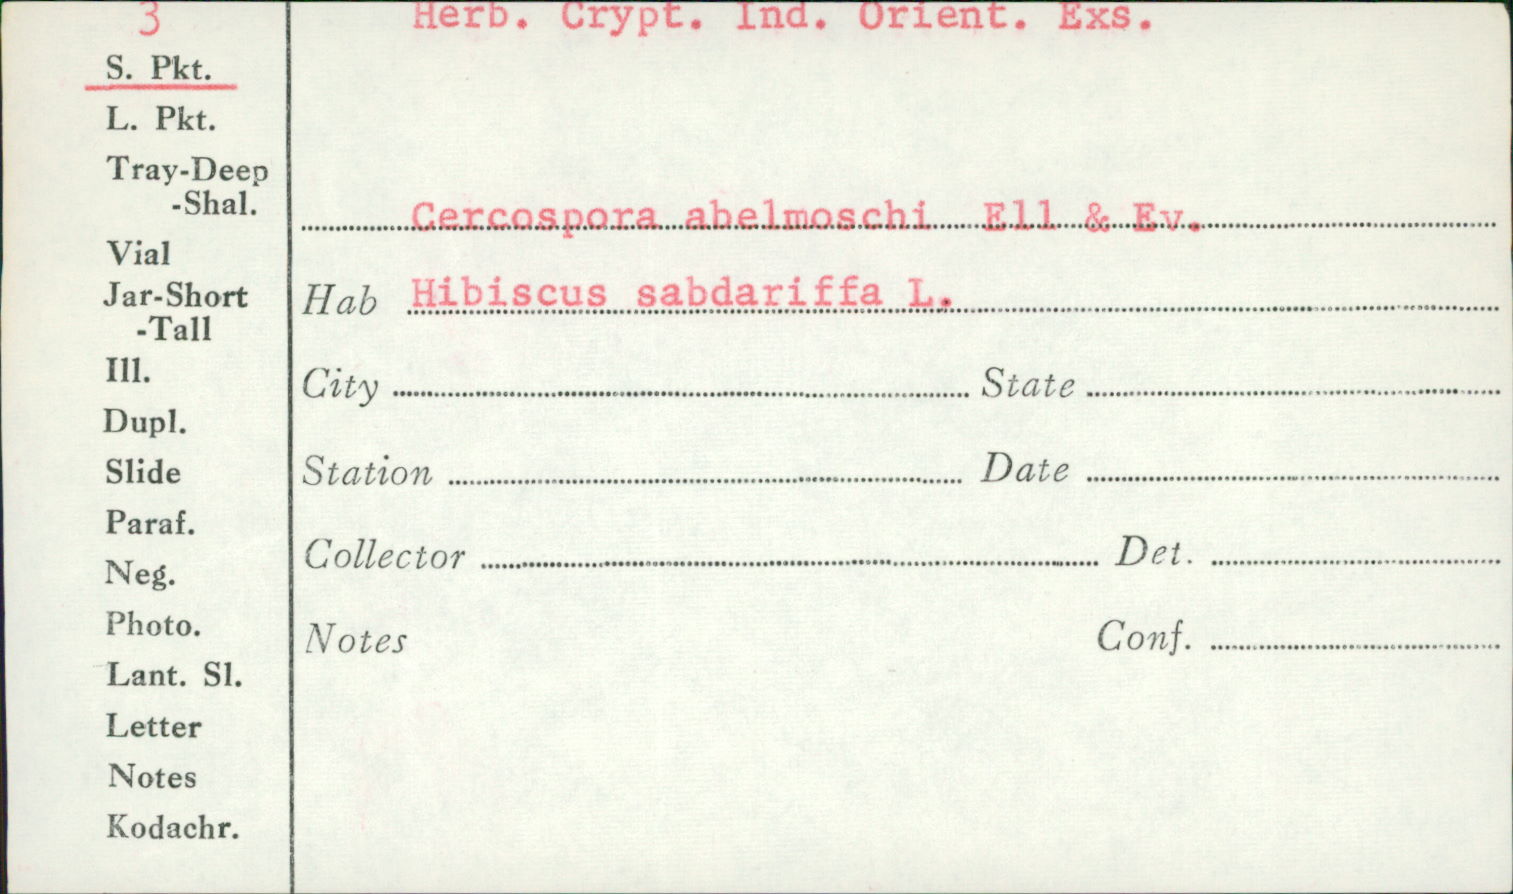 3
Herb. Crypt. Ind. Orient. Exs.
S. Pkt.
L. Pkt.
Tray-Deep
-Shal.
Vial
Jar-Short
-Tall
Ill.
Dupl.
Slide
Paraf.
Neg.
Photo.
Lant. Sl.
Letter
Notes
Kodachr.
Cercospora abelmoschi Ell & Ev.
Hab Hibiscus sabdariffa L.
City State
Station Date
Collector Det.
Notes Conf.